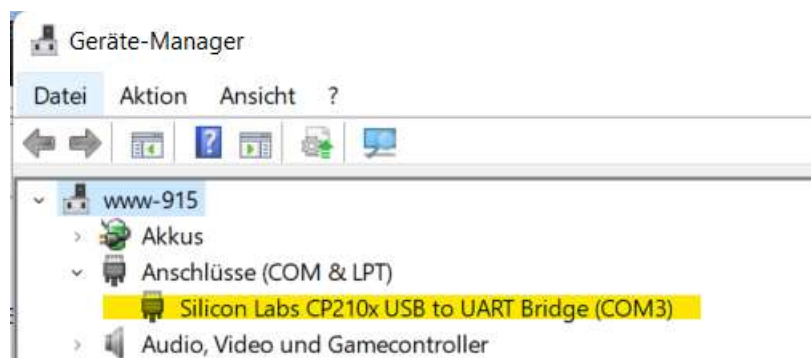 Geräte-Manager
Datei Aktion Ansicht ?
www-915
Akkus
Anschlüsse (COM & LPT)
Silicon Labs CP210x USB to UART Bridge (COM3)
Audio, Video und Gamecontroller